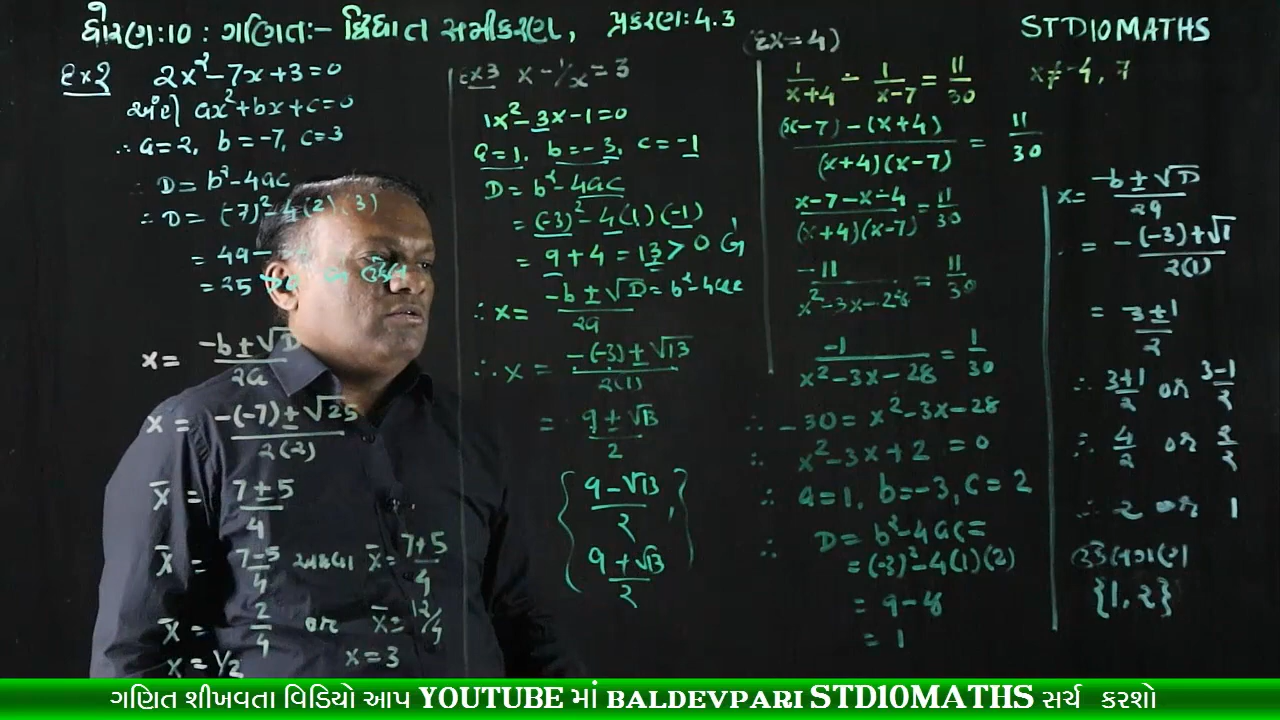 ધોરણ:10 : ગણિત:- દ્વિઘાત સમીકરણ, પ્રકરણ:4.3
STD10MATHS
Ex 2 2x²-7x+3=0
ax²+bx+c=0
∴ a=2, b=-7, c=3
∴ D = b²-4ac
∴ D = (-7)²-4(2)(3)
= 49-
= 25
x = (-b±√D)/2a
x = (-(-7)±√25)/2(2)
x̄ = (7±5)/4
x̄ = (7-5)/4 અથવા x̄ = (7+5)/4
x̄ = 2/4 or x̄ = 12/4
x = 1/2 x = 3
Ex 3 x-1/x=3
1x²-3x-1=0
a=1, b=-3, c=-1
D = b²-4ac
= (-3)²-4(1)(-1)
= 9+4 = 13 > 0
∴ x = (-b±√D)/2a = b²-4ac
∴ x = (-(-3)±√13)/2(1)
= (9±√13)/2
{ (9-√13)/2 ,
(9+√13)/2 }
(Ex=4)
1/(x+4) - 1/(x-7) = 11/30 x≠-4, 7
((x-7)-(x+4))/((x+4)(x-7)) = 11/30
(x-7-x-4)/((x+4)(x-7)) = 11/30
-11/(x²-3x-28) = 11/30
-1/(x²-3x-28) = 1/30
∴ -30 = x²-3x-28
∴ x²-3x+2=0
∴ a=1, b=-3, c=2
∴ D = b²-4ac =
= (-3)²-4(1)(2)
= 9-8
= 1
x = (-b±√D)/2a
∴ = (-(-3)±√1)/2(1)
= (3±1)/2
∴ (3+1)/2 or (3-1)/2
∴ 4/2 or 2/2
∴ 2 or 1
ઉકેલગણ
{1,2}
ગણિત શીખવતા વિડિયો આપ YOUTUBE માં BALDEVPARI STD10MATHS સર્ચ કરશો